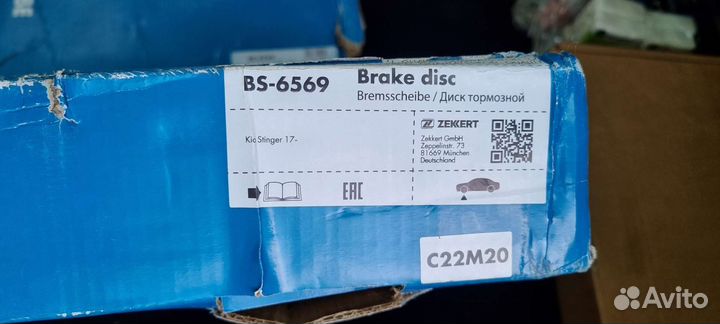 BS-6569
Brake disc
Bremsscheibe / Диск тормозной
Kia Stinger 17-
ZEKKERT
Zekkert GmbH
Zeppelinstr. 73
81669 München
Deutschland
EAC
C22M20
Avito